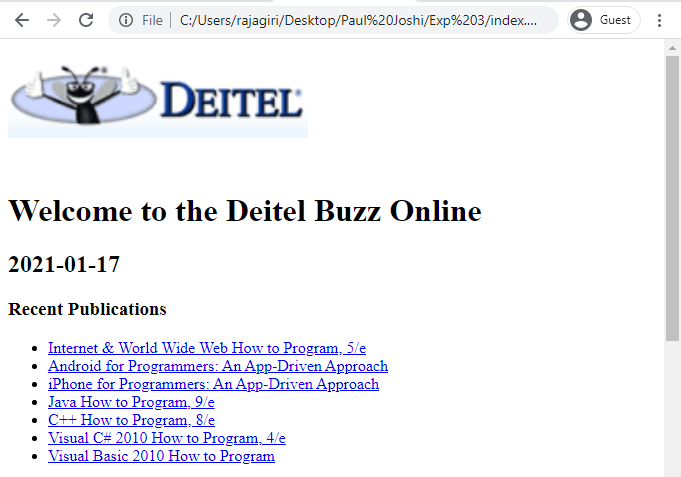 File | C:/Users/rajagiri/Desktop/Paul%20Joshi/Exp%203/index.... Guest
DEITEL®
Welcome to the Deitel Buzz Online
2021-01-17
Recent Publications
• Internet & World Wide Web How to Program, 5/e
• Android for Programmers: An App-Driven Approach
• iPhone for Programmers: An App-Driven Approach
• Java How to Program, 9/e
• C++ How to Program, 8/e
• Visual C# 2010 How to Program, 4/e
• Visual Basic 2010 How to Program